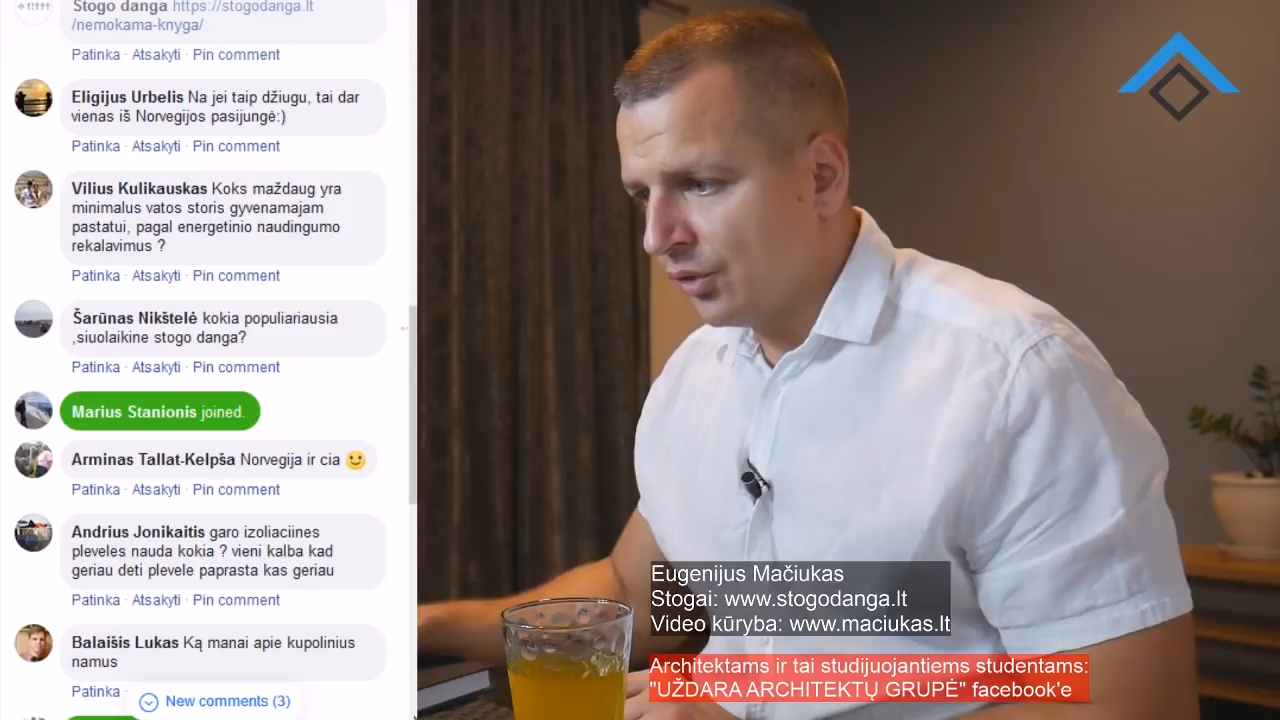 Stogo danga https://stogodanga.lt
/nemokama-knyga/
Patinka · Atsakyti · Pin comment
Eligijus Urbelis Na jei taip džiugu, tai dar
vienas iš Norvegijos pasijungė:)
Patinka · Atsakyti · Pin comment
Vilius Kulikauskas Koks maždaug yra
minimalus vatos storis gyvenamajam
pastatui, pagal energetinio naudingumo
rekalavimus ?
Patinka · Atsakyti · Pin comment
Šarūnas Nikštelė kokia populiariausia
,siuolaikine stogo danga?
Patinka · Atsakyti · Pin comment
Marius Stanionis joined.
Arminas Tallat-Kelpša Norvegija ir cia 🙂
Patinka · Atsakyti · Pin comment
Andrius Jonikaitis garo izoliaciines
pleveles nauda kokia ? vieni kalba kad
geriau deti plevele paprasta kas geriau
Patinka · Atsakyti · Pin comment
Balaišis Lukas Ką manai apie kupolinius
namus
Patinka ·
New comments (3)
Eugenijus Mačiukas
Stogai: www.stogodanga.lt
Video kūryba: www.maciukas.lt
Architektams ir tai studijuojantiems studentams:
"UŽDARA ARCHITEKTŲ GRUPĖ" facebook'e